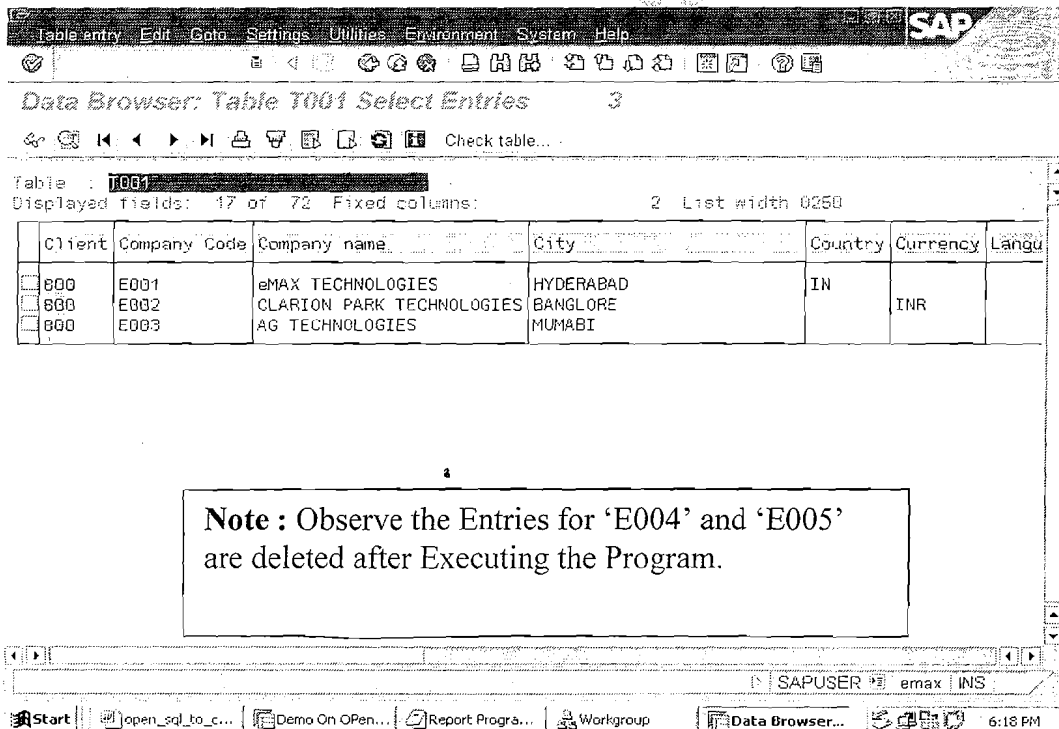 Table entry Edit Goto Settings Utilities Environment System Help
SAP
Data Browser: Table T001 Select Entries 3
Check table...
Table : T001
Displayed fields: 17 of 72 Fixed columns: 2 List width 0250
Client Company Code Company name City Country Currency Langu
800 E001 eMAX TECHNOLOGIES HYDERABAD IN
800 E002 CLARION PARK TECHNOLOGIES BANGLORE INR
800 E003 AG TECHNOLOGIES MUMABI
Note : Observe the Entries for ‘E004’ and ‘E005’
are deleted after Executing the Program.
SAPUSER emax INS
Start open_sql_to_c... Demo On OPen... Report Progra... Workgroup Data Browser... 6:18 PM